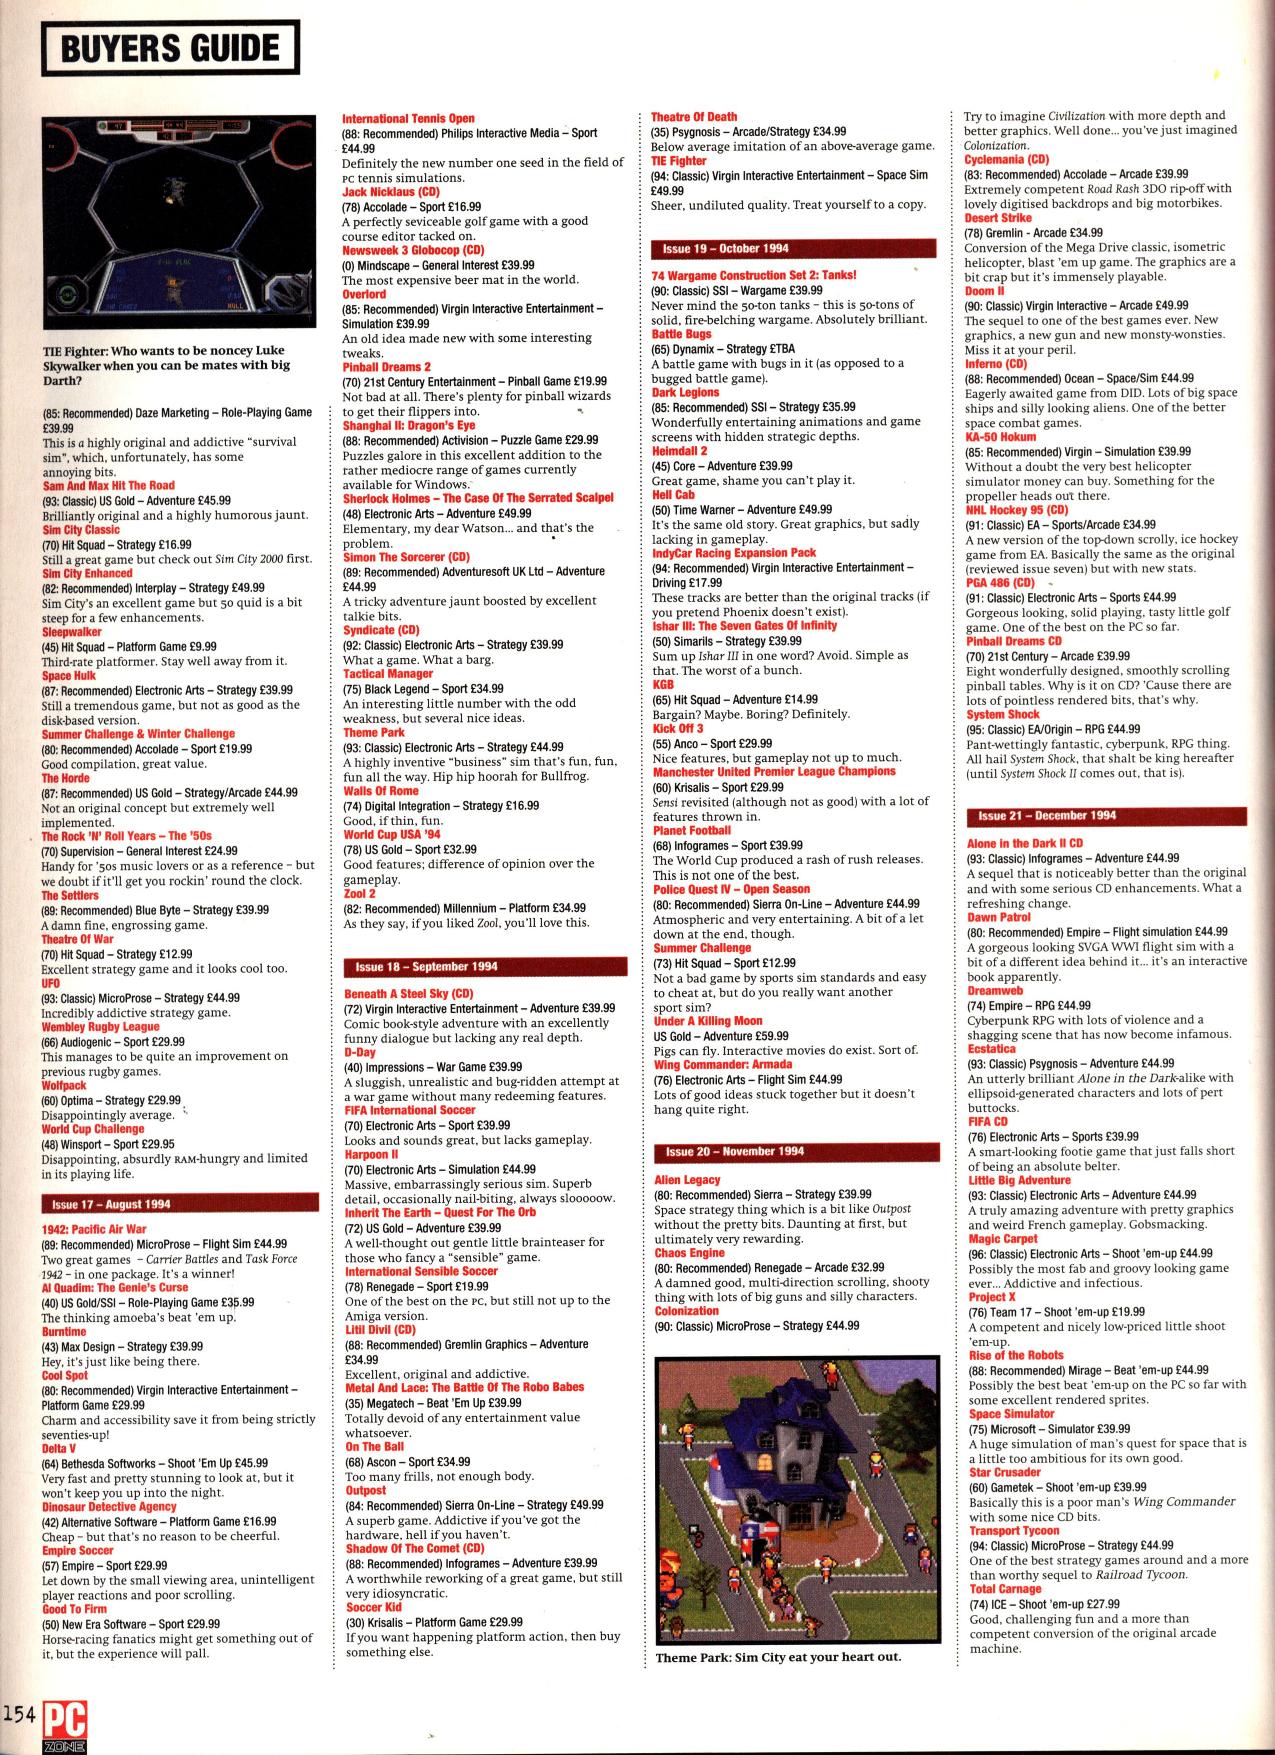 BUYERS GUIDE
TIE Fighter: Who wants to be noncey Luke
Skywalker when you can be mates with big
Darth?
(85: Recommended) Daze Marketing – Role-Playing Game
£39.99
This is a highly original and addictive “survival
sim”, which, unfortunately, has some
annoying bits.
Sam And Max Hit The Road
(93: Classic) US Gold – Adventure £45.99
Brilliantly original and a highly humorous jaunt.
Sim City Classic
(70) Hit Squad – Strategy £16.99
Still a great game but check out Sim City 2000 first.
Sim City Enhanced
(82: Recommended) Interplay – Strategy £49.99
Sim City's an excellent game but 50 quid is a bit
steep for a few enhancements.
Sleepwalker
(45) Hit Squad – Platform Game £9.99
Third-rate platformer. Stay well away from it.
Space Hulk
(87: Recommended) Electronic Arts – Strategy £39.99
Still a tremendous game, but not as good as the
disk-based version.
Summer Challenge & Winter Challenge
(80: Recommended) Accolade – Sport £19.99
Good compilation, great value.
The Horde
(87: Recommended) US Gold – Strategy/Arcade £44.99
Not an original concept but extremely well
implemented.
The Rock 'N' Roll Years – The '50s
(70) Supervision – General Interest £24.99
Handy for '50s music lovers or as a reference – but
we doubt if it'll get you rockin' round the clock.
The Settlers
(89: Recommended) Blue Byte – Strategy £39.99
A damn fine, engrossing game.
Theatre Of War
(70) Hit Squad – Strategy £12.99
Excellent strategy game and it looks cool too.
UFO
(93: Classic) MicroProse – Strategy £44.99
Incredibly addictive strategy game.
Wembley Rugby League
(66) Audiogenic – Sport £29.99
This manages to be quite an improvement on
previous rugby games.
Wolfpack
(60) Optima – Strategy £29.99
Disappointingly average.
World Cup Challenge
(48) Winsport – Sport £29.95
Disappointing, absurdly RAM-hungry and limited
in its playing life.
Issue 17 – August 1994
1942: Pacific Air War
(89: Recommended) MicroProse – Flight Sim £44.99
Two great games – Carrier Battles and Task Force
1942 – in one package. It's a winner!
Al Quadim: The Genie's Curse
(40) US Gold/SSI – Role-Playing Game £35.99
The thinking amoeba's beat 'em up.
Burntime
(43) Max Design – Strategy £39.99
Hey, it's just like being there.
Cool Spot
(80: Recommended) Virgin Interactive Entertainment –
Platform Game £29.99
Charm and accessibility save it from being strictly
seventies-up!
Delta V
(64) Bethesda Softworks – Shoot 'Em Up £45.99
Very fast and pretty stunning to look at, but it
won't keep you up into the night.
Dinosaur Detective Agency
(42) Alternative Software – Platform Game £16.99
Cheap – but that's no reason to be cheerful.
Empire Soccer
(57) Empire – Sport £29.99
Let down by the small viewing area, unintelligent
player reactions and poor scrolling.
Good To Firm
(50) New Era Software – Sport £29.99
Horse-racing fanatics might get something out of
it, but the experience will pall.
International Tennis Open
(88: Recommended) Philips Interactive Media – Sport
£44.99
Definitely the new number one seed in the field of
PC tennis simulations.
Jack Nicklaus (CD)
(78) Accolade – Sport £16.99
A perfectly seviceable golf game with a good
course editor tacked on.
Newsweek 3 Globocop (CD)
(0) Mindscape – General Interest £39.99
The most expensive beer mat in the world.
Overlord
(85: Recommended) Virgin Interactive Entertainment –
Simulation £39.99
An old idea made new with some interesting
tweaks.
Pinball Dreams 2
(70) 21st Century Entertainment – Pinball Game £19.99
Not bad at all. There's plenty for pinball wizards
to get their flippers into.
Shanghai II: Dragon's Eye
(88: Recommended) Activision – Puzzle Game £29.99
Puzzles galore in this excellent addition to the
rather mediocre range of games currently
available for Windows.
Sherlock Holmes – The Case Of The Serrated Scalpel
(48) Electronic Arts – Adventure £49.99
Elementary, my dear Watson... and that's the
problem.
Simon The Sorcerer (CD)
(89: Recommended) Adventuresoft UK Ltd – Adventure
£44.99
A tricky adventure jaunt boosted by excellent
talkie bits.
Syndicate (CD)
(92: Classic) Electronic Arts – Strategy £39.99
What a game. What a barg.
Tactical Manager
(75) Black Legend – Sport £34.99
An interesting little number with the odd
weakness, but several nice ideas.
Theme Park
(93: Classic) Electronic Arts – Strategy £44.99
A highly inventive “business” sim that's fun, fun,
fun all the way. Hip hip hoorah for Bullfrog.
Walls Of Rome
(74) Digital Integration – Strategy £16.99
Good, if thin, fun.
World Cup USA '94
(78) US Gold – Sport £32.99
Good features; difference of opinion over the
gameplay.
Zool 2
(82: Recommended) Millennium – Platform £34.99
As they say, if you liked Zool, you'll love this.
Issue 18 – September 1994
Beneath A Steel Sky (CD)
(72) Virgin Interactive Entertainment – Adventure £39.99
Comic book-style adventure with an excellently
funny dialogue but lacking any real depth.
D-Day
(40) Impressions – War Game £39.99
A sluggish, unrealistic and bug-ridden attempt at
a war game without many redeeming features.
FIFA International Soccer
(70) Electronic Arts – Sport £39.99
Looks and sounds great, but lacks gameplay.
Harpoon II
(70) Electronic Arts – Simulation £44.99
Massive, embarrassingly serious sim. Superb
detail, occasionally nail-biting, always slooooow.
Inherit The Earth – Quest For The Orb
(72) US Gold – Adventure £39.99
A well-thought out gentle little brainteaser for
those who fancy a “sensible” game.
International Sensible Soccer
(78) Renegade – Sport £19.99
One of the best on the PC, but still not up to the
Amiga version.
Litil Divil (CD)
(88: Recommended) Gremlin Graphics – Adventure
£34.99
Excellent, original and addictive.
Metal And Lace: The Battle Of The Robo Babes
(35) Megatech – Beat 'Em Up £39.99
Totally devoid of any entertainment value
whatsoever.
On The Ball
(68) Ascon – Sport £34.99
Too many frills, not enough body.
Outpost
(84: Recommended) Sierra On-Line – Strategy £49.99
A superb game. Addictive if you've got the
hardware, hell if you haven't.
Shadow Of The Comet (CD)
(88: Recommended) Infogrames – Adventure £39.99
A worthwhile reworking of a great game, but still
very idiosyncratic.
Soccer Kid
(30) Krisalis – Platform Game £29.99
If you want happening platform action, then buy
something else.
Theatre Of Death
(35) Psygnosis – Arcade/Strategy £34.99
Below average imitation of an above-average game.
TIE Fighter
(94: Classic) Virgin Interactive Entertainment – Space Sim
£49.99
Sheer, undiluted quality. Treat yourself to a copy.
Issue 19 – October 1994
74 Wargame Construction Set 2: Tanks!
(90: Classic) SSI – Wargame £39.99
Never mind the 50-ton tanks – this is 50-tons of
solid, fire-belching wargame. Absolutely brilliant.
Battle Bugs
(65) Dynamix – Strategy £TBA
A battle game with bugs in it (as opposed to a
bugged battle game).
Dark Legions
(85: Recommended) SSI – Strategy £35.99
Wonderfully entertaining animations and game
screens with hidden strategic depths.
Heimdall 2
(45) Core – Adventure £39.99
Great game, shame you can't play it.
Hell Cab
(50) Time Warner – Adventure £49.99
It's the same old story. Great graphics, but sadly
lacking in gameplay.
IndyCar Racing Expansion Pack
(94: Recommended) Virgin Interactive Entertainment –
Driving £17.99
These tracks are better than the original tracks (if
you pretend Phoenix doesn't exist).
Ishar III: The Seven Gates Of Infinity
(50) Simarils – Strategy £39.99
Sum up Ishar III in one word? Avoid. Simple as
that. The worst of a bunch.
KGB
(65) Hit Squad – Adventure £14.99
Bargain? Maybe. Boring? Definitely.
Kick Off 3
(55) Anco – Sport £29.99
Nice features, but gameplay not up to much.
Manchester United Premier League Champions
(60) Krisalis – Sport £29.99
Sensi revisited (although not as good) with a lot of
features thrown in.
Planet Football
(68) Infogrames – Sport £39.99
The World Cup produced a rash of rush releases.
This is not one of the best.
Police Quest IV – Open Season
(80: Recommended) Sierra On-Line – Adventure £44.99
Atmospheric and very entertaining. A bit of a let
down at the end, though.
Summer Challenge
(73) Hit Squad – Sport £12.99
Not a bad game by sports sim standards and easy
to cheat at, but do you really want another
sport sim?
Under A Killing Moon
US Gold – Adventure £59.99
Pigs can fly. Interactive movies do exist. Sort of.
Wing Commander: Armada
(76) Electronic Arts – Flight Sim £44.99
Lots of good ideas stuck together but it doesn't
hang quite right.
Issue 20 – November 1994
Alien Legacy
(80: Recommended) Sierra – Strategy £39.99
Space strategy thing which is a bit like Outpost
without the pretty bits. Daunting at first, but
ultimately very rewarding.
Chaos Engine
(80: Recommended) Renegade – Arcade £32.99
A damned good, multi-direction scrolling, shooty
thing with lots of big guns and silly characters.
Colonization
(90: Classic) MicroProse – Strategy £44.99
Theme Park: Sim City eat your heart out.
Try to imagine Civilization with more depth and
better graphics. Well done... you've just imagined
Colonization.
Cyclemania (CD)
(83: Recommended) Accolade – Arcade £39.99
Extremely competent Road Rash 3DO rip-off with
lovely digitised backdrops and big motorbikes.
Desert Strike
(78) Gremlin - Arcade £34.99
Conversion of the Mega Drive classic, isometric
helicopter, blast 'em up game. The graphics are a
bit crap but it's immensely playable.
Doom II
(90: Classic) Virgin Interactive – Arcade £49.99
The sequel to one of the best games ever. New
graphics, a new gun and new monsty-wonsties.
Miss it at your peril.
Inferno (CD)
(88: Recommended) Ocean – Space/Sim £44.99
Eagerly awaited game from DID. Lots of big space
ships and silly looking aliens. One of the better
space combat games.
KA-50 Hokum
(85: Recommended) Virgin – Simulation £39.99
Without a doubt the very best helicopter
simulator money can buy. Something for the
propeller heads out there.
NHL Hockey 95 (CD)
(91: Classic) EA – Sports/Arcade £34.99
A new version of the top-down scrolly, ice hockey
game from EA. Basically the same as the original
(reviewed issue seven) but with new stats.
PGA 486 (CD)
(91: Classic) Electronic Arts – Sports £44.99
Gorgeous looking, solid playing, tasty little golf
game. One of the best on the PC so far.
Pinball Dreams CD
(70) 21st Century – Arcade £39.99
Eight wonderfully designed, smoothly scrolling
pinball tables. Why is it on CD? 'Cause there are
lots of pointless rendered bits, that's why.
System Shock
(95: Classic) EA/Origin – RPG £44.99
Pant-wettingly fantastic, cyberpunk, RPG thing.
All hail System Shock, that shalt be king hereafter
(until System Shock II comes out, that is).
Issue 21 – December 1994
Alone in the Dark II CD
(93: Classic) Infogrames – Adventure £44.99
A sequel that is noticeably better than the original
and with some serious CD enhancements. What a
refreshing change.
Dawn Patrol
(80: Recommended) Empire – Flight simulation £44.99
A gorgeous looking SVGA WWI flight sim with a
bit of a different idea behind it... it's an interactive
book apparently.
Dreamweb
(74) Empire – RPG £44.99
Cyberpunk RPG with lots of violence and a
shagging scene that has now become infamous.
Ecstatica
(93: Classic) Psygnosis – Adventure £44.99
An utterly brilliant Alone in the Dark-alike with
ellipsoid-generated characters and lots of pert
buttocks.
FIFA CD
(76) Electronic Arts – Sports £39.99
A smart-looking footie game that just falls short
of being an absolute belter.
Little Big Adventure
(93: Classic) Electronic Arts – Adventure £44.99
A truly amazing adventure with pretty graphics
and weird French gameplay. Gobsmacking.
Magic Carpet
(96: Classic) Electronic Arts – Shoot 'em-up £44.99
Possibly the most fab and groovy looking game
ever... Addictive and infectious.
Project X
(76) Team 17 – Shoot 'em-up £19.99
A competent and nicely low-priced little shoot
'em-up.
Rise of the Robots
(88: Recommended) Mirage – Beat 'em-up £44.99
Possibly the best beat 'em-up on the PC so far with
some excellent rendered sprites.
Space Simulator
(75) Microsoft – Simulator £39.99
A huge simulation of man's quest for space that is
a little too ambitious for its own good.
Star Crusader
(60) Gametek – Shoot 'em-up £39.99
Basically this is a poor man's Wing Commander
with some nice CD bits.
Transport Tycoon
(94: Classic) MicroProse – Strategy £44.99
One of the best strategy games around and a more
than worthy sequel to Railroad Tycoon.
Total Carnage
(74) ICE – Shoot 'em-up £27.99
Good, challenging fun and a more than
competent conversion of the original arcade
machine.
154 PC
ZONE